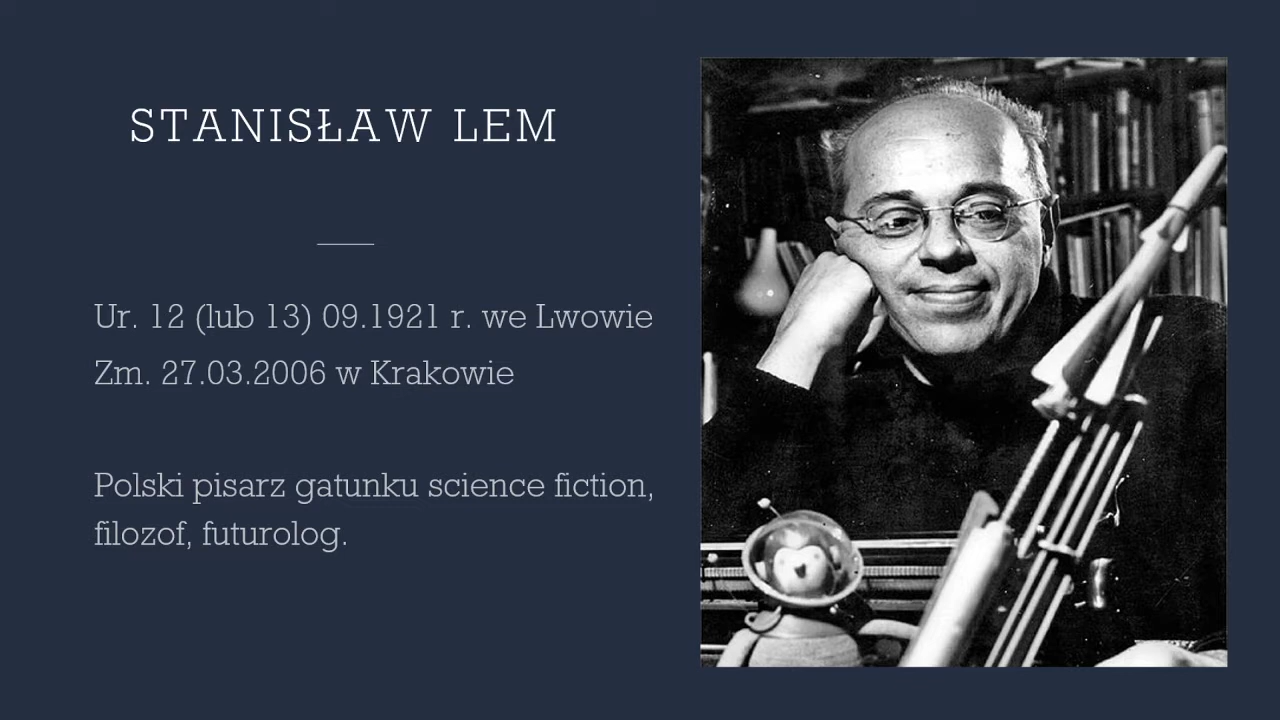 STANISŁAW LEM
Ur. 12 (lub 13) 09.1921 r. we Lwowie
Zm. 27.03.2006 w Krakowie
Polski pisarz gatunku science fiction,
filozof, futurolog.